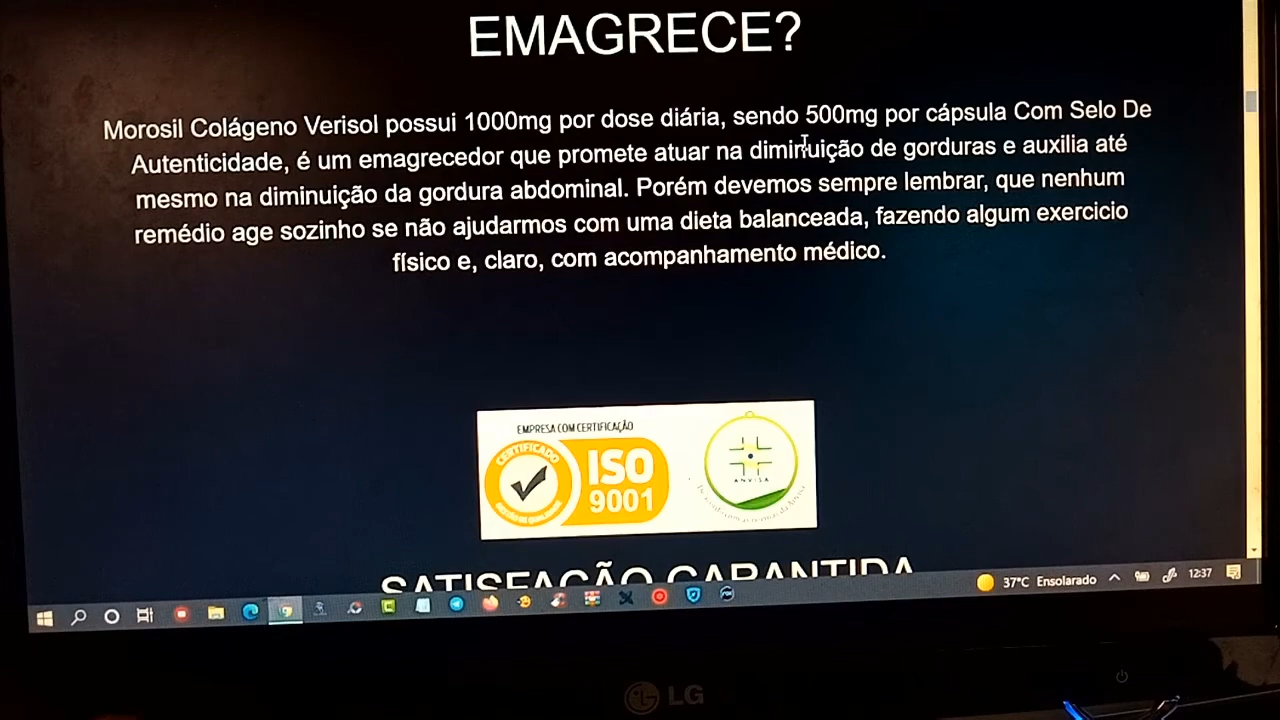 EMAGRECE?
Morosil Colágeno Verisol possui 1000mg por dose diária, sendo 500mg por cápsula Com Selo De
Autenticidade, é um emagrecedor que promete atuar na diminuição de gorduras e auxilia até
mesmo na diminuição da gordura abdominal. Porém devemos sempre lembrar, que nenhum
remédio age sozinho se não ajudarmos com uma dieta balanceada, fazendo algum exercicio
físico e, claro, com acompanhamento médico.
EMPRESA COM CERTIFICAÇÃO
CERTIFICADO
ISO
9001
ANVISA
SATISFAÇÃO GARANTIDA
37°C Ensolarado
12:37
LG